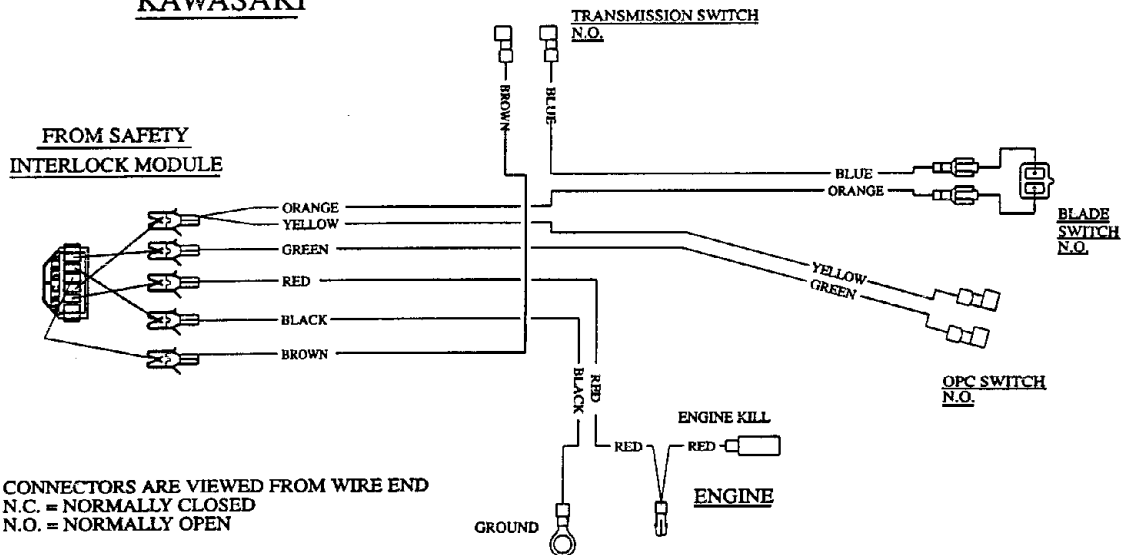 KAWASAKI
TRANSMISSION SWITCH
N.O.
BROWN
BLUE
FROM SAFETY
INTERLOCK MODULE
BLUE
ORANGE
BLADE
SWITCH
N.O.
ORANGE
YELLOW
GREEN
RED
BLACK
BROWN
YELLOW
GREEN
OPC SWITCH
N.O.
BLACK
RED
ENGINE KILL
RED
RED
ENGINE
GROUND
CONNECTORS ARE VIEWED FROM WIRE END
N.C. = NORMALLY CLOSED
N.O. = NORMALLY OPEN